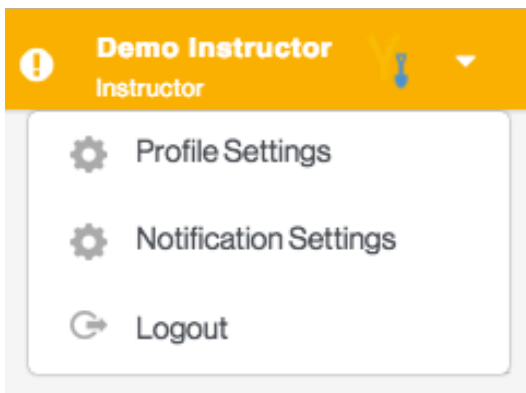 Demo Instructor
Instructor
Profile Settings
Notification Settings
Logout